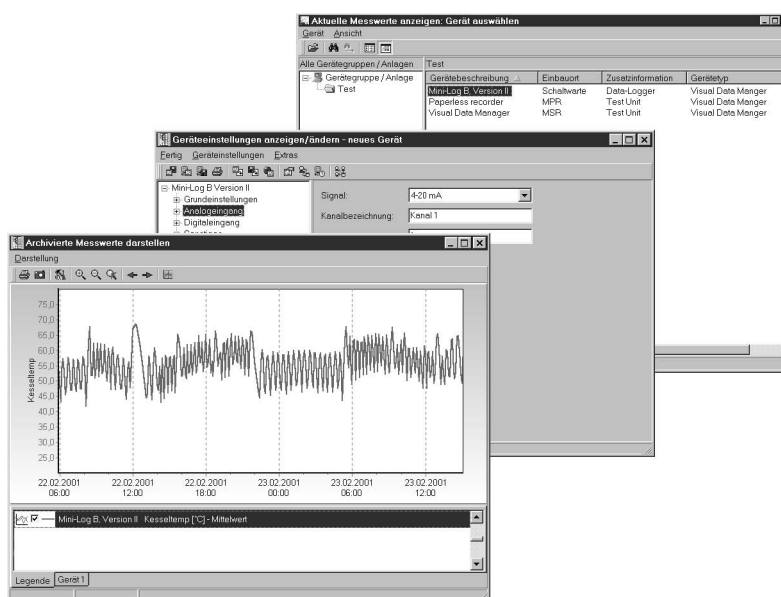 Aktuelle Messwerte anzeigen: Gerät auswählen
Gerät Ansicht
Alle Gerätegruppen / Anlagen
Test
Gerätegruppe / Anlage
Test
Gerätebeschreibung Einbauort Zusatzinformation Gerätetyp
Mini-Log B, Version II Schaltwarte Data-Logger Visual Data Manger
Paperless recorder MPR Test Unit Visual Data Manger
Visual Data Manager MSR Test Unit Visual Data Manger
Geräteeinstellungen anzeigen/ändern - neues Gerät
Fertig Geräteinstellungen Extras
Mini-Log B Version II
Grundeinstellungen
Analogeingang
Digitaleingang
Signal: 4-20 mA
Kanalbezeichnung: Kanal 1
Archivierte Messwerte darstellen
Darstellung
Kesseltemp
75,0
70,0
65,0
60,0
55,0
50,0
45,0
40,0
35,0
30,0
25,0
22.02.2001 22.02.2001 22.02.2001 23.02.2001 23.02.2001 23.02.2001
06:00 12:00 18:00 00:00 06:00 12:00
Mini-Log B, Version II Kesseltemp [°C] - Mittelwert
Legende Gerät 1